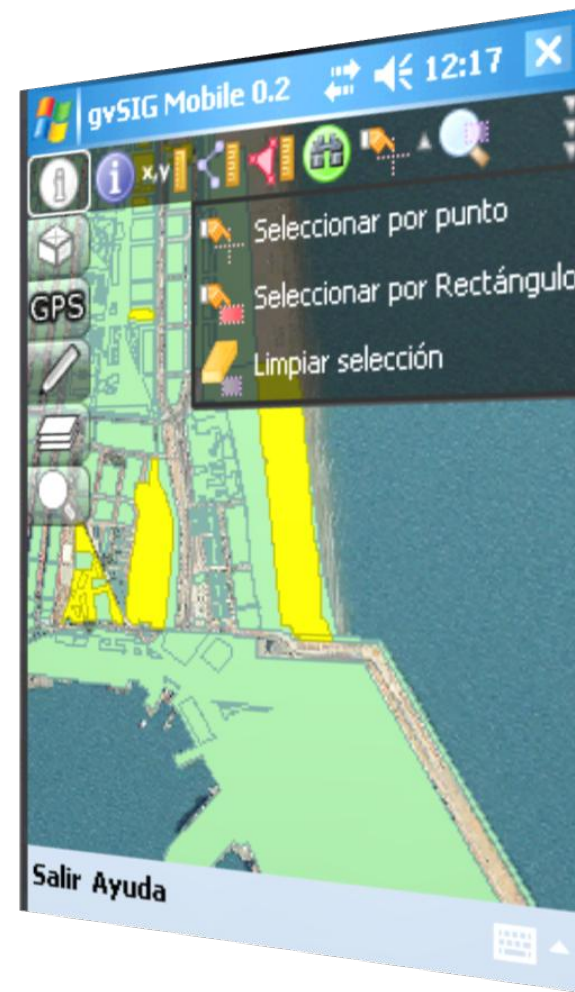 gvSIG Mobile 0.2 12:17
x,y
Seleccionar por punto
Seleccionar por Rectángulo
GPS
Limpiar selección
Salir Ayuda